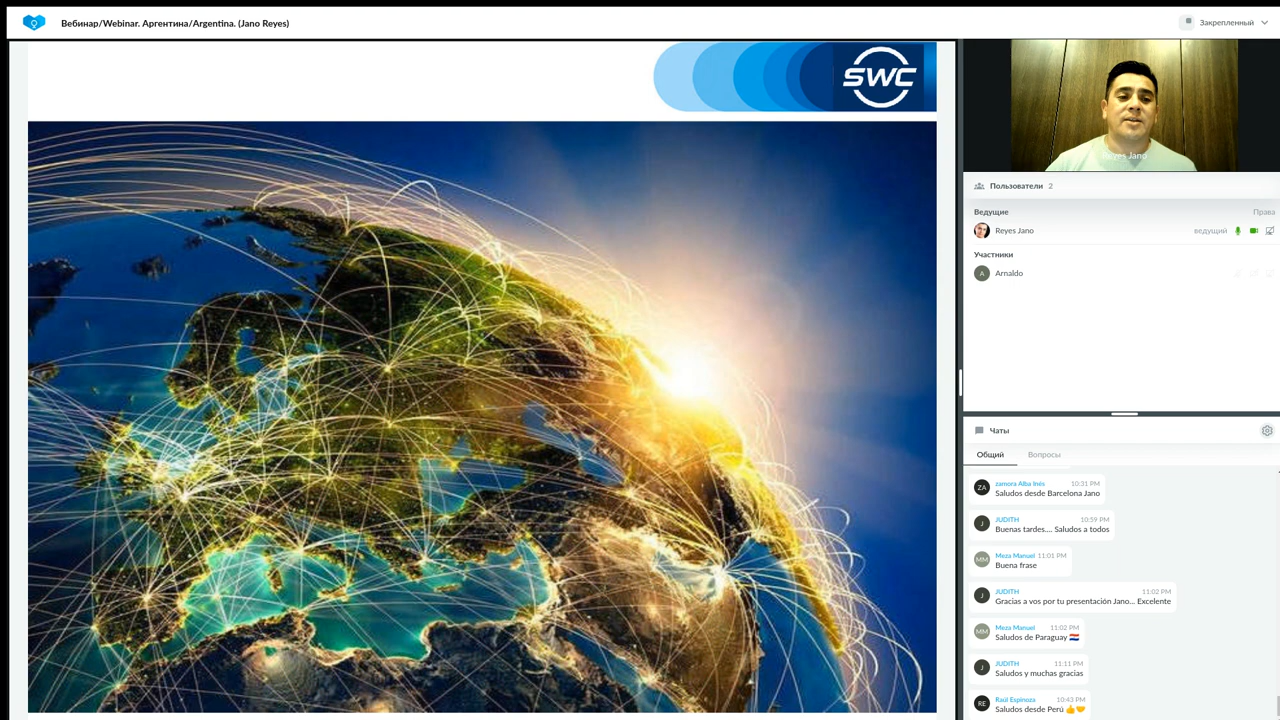 Вебинар/Webinar. Аргентина/Argentina. (Jano Reyes)
Закрепленный
SWC
Reyes Jano
Пользователи 2
Ведущие Права
Reyes Jano ведущий
Участники
A Arnaldo
Чаты
Общий Вопросы
ZA zamora Alba Inés 10:31 PM
Saludos desde Barcelona Jano
J JUDITH 10:59 PM
Buenas tardes.... Saludos a todos
MM Meza Manuel 11:01 PM
Buena frase
J JUDITH 11:02 PM
Gracias a vos por tu presentación Jano... Excelente
MM Meza Manuel 11:02 PM
Saludos de Paraguay 🇵🇾
J JUDITH 11:11 PM
Saludos y muchas gracias
RE Raúl Espinoza 10:43 PM
Saludos desde Perú 👍🤝